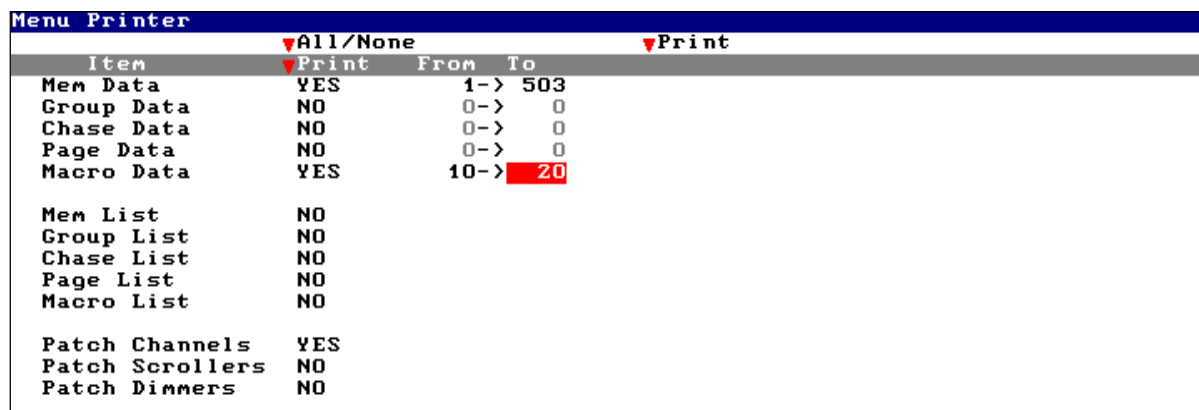 Menu Printer
All/None Print
Item Print From To
Mem Data YES 1-> 503
Group Data NO 0-> 0
Chase Data NO 0-> 0
Page Data NO 0-> 0
Macro Data YES 10-> 20
Mem List NO
Group List NO
Chase List NO
Page List NO
Macro List NO
Patch Channels YES
Patch Scrollers NO
Patch Dimmers NO